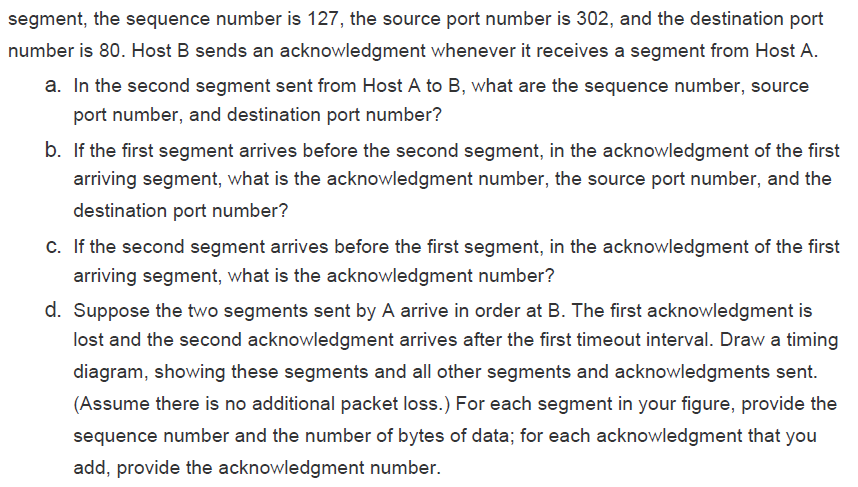 segment, the sequence number is 127, the source port number is 302, and the destination port
number is 80. Host B sends an acknowledgment whenever it receives a segment from Host A.
a. In the second segment sent from Host A to B, what are the sequence number, source
port number, and destination port number?
b. If the first segment arrives before the second segment, in the acknowledgment of the first
arriving segment, what is the acknowledgment number, the source port number, and the
destination port number?
c. If the second segment arrives before the first segment, in the acknowledgment of the first
arriving segment, what is the acknowledgment number?
d. Suppose the two segments sent by A arrive in order at B. The first acknowledgment is
lost and the second acknowledgment arrives after the first timeout interval. Draw a timing
diagram, showing these segments and all other segments and acknowledgments sent.
(Assume there is no additional packet loss.) For each segment in your figure, provide the
sequence number and the number of bytes of data; for each acknowledgment that you
add, provide the acknowledgment number.